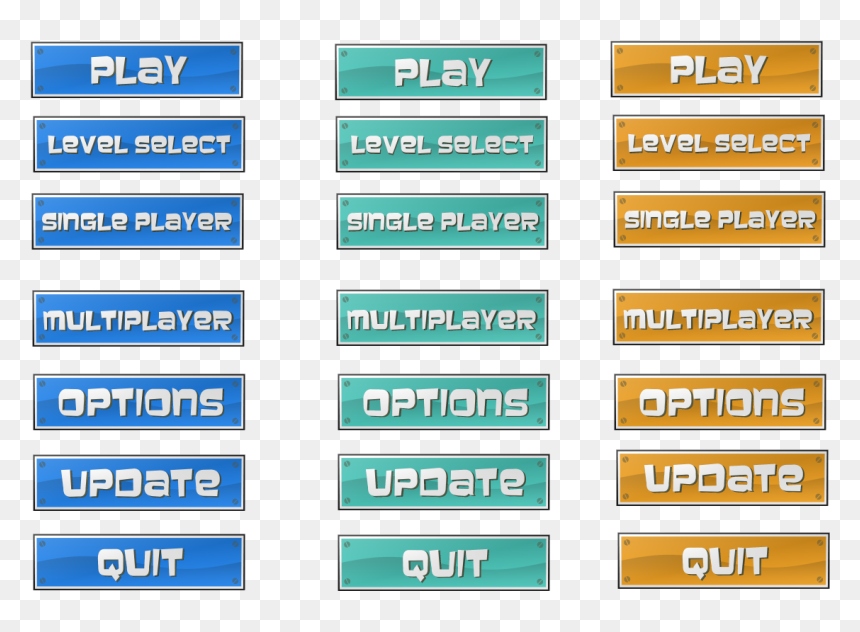 PLAY PLAY PLAY
LEVEL SELECT LEVEL SELECT LEVEL SELECT
SINGLE PLAYER SINGLE PLAYER SINGLE PLAYER
MULTIPLAYER MULTIPLAYER MULTIPLAYER
OPTIONS OPTIONS OPTIONS
UPDATE UPDATE UPDATE
QUIT QUIT QUIT